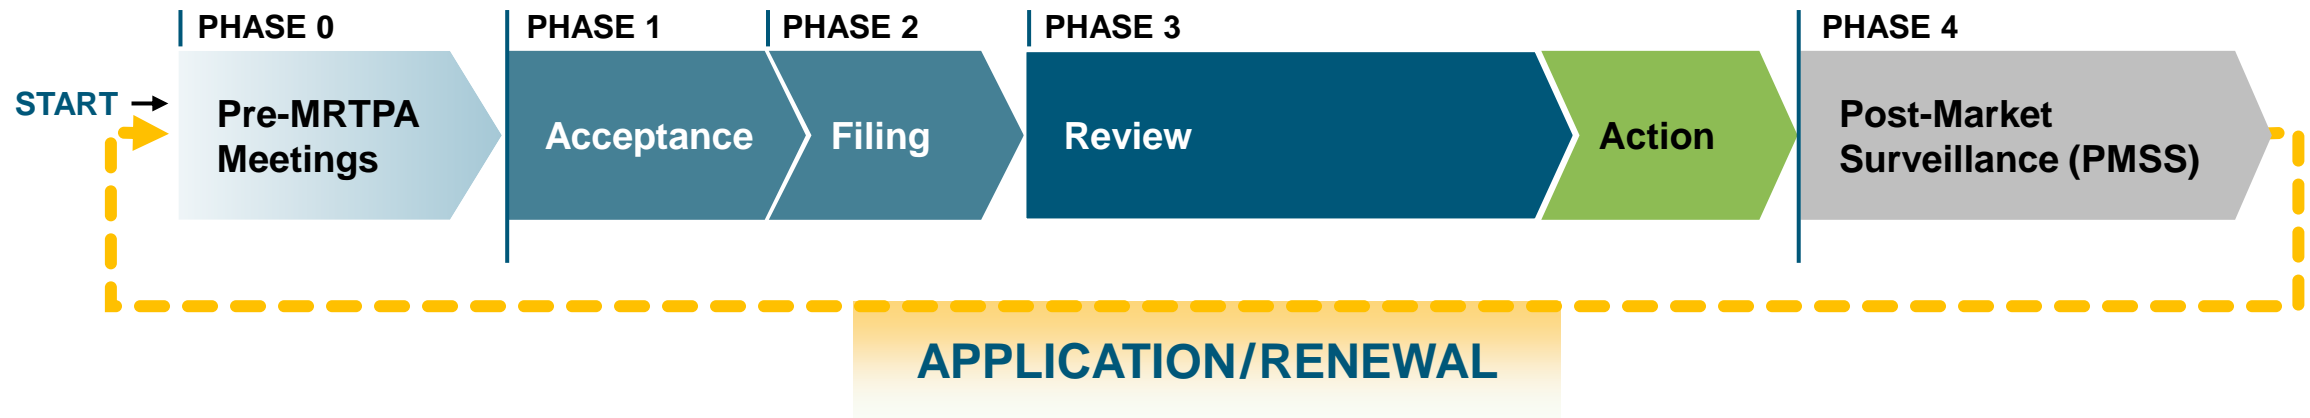 PHASE 0
PHASE 1
PHASE 2
PHASE 3
PHASE 4
START
Pre-MRTPA
Meetings
Acceptance
Filing
Review
Action
Post-Market
Surveillance (PMSS)
APPLICATION/RENEWAL